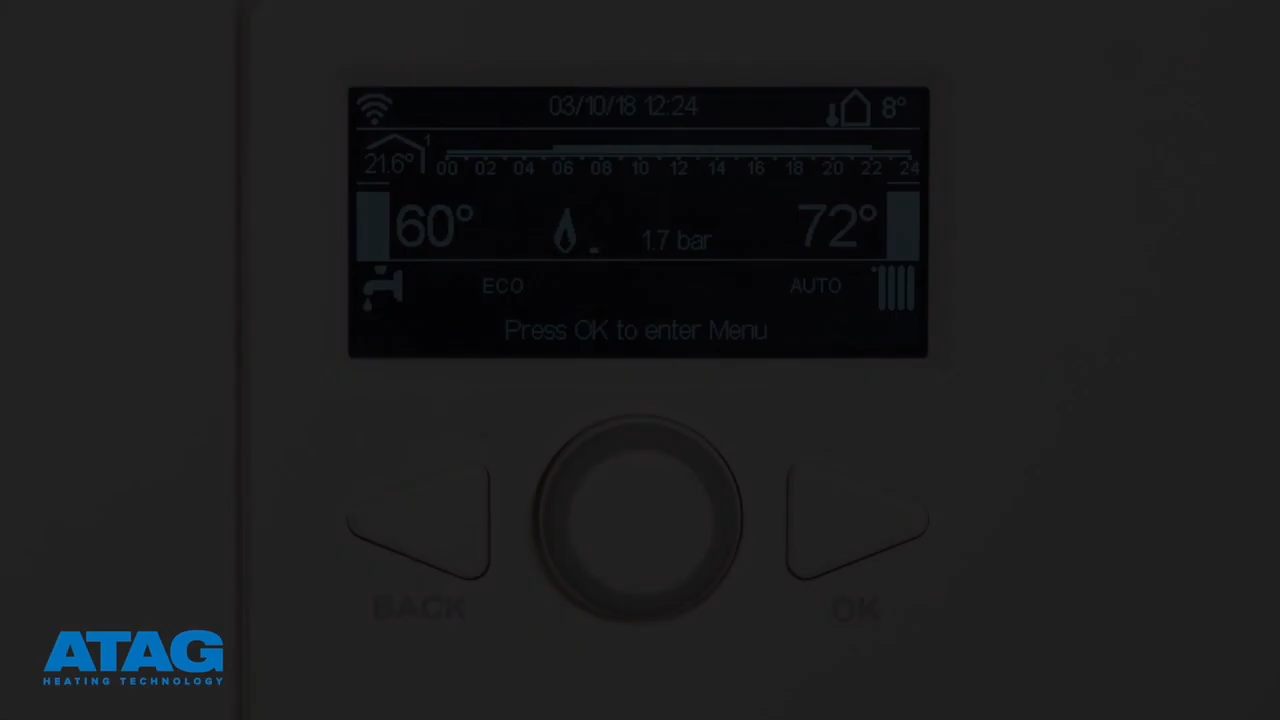 03/10/18 12:24
8°
1
21.6°
00 02 04 06 08 10 12 14 16 18 20 22 24
60°
1.7 bar
72°
ECO
AUTO
Press OK to enter Menu
BACK
OK
ATAG
HEATING TECHNOLOGY